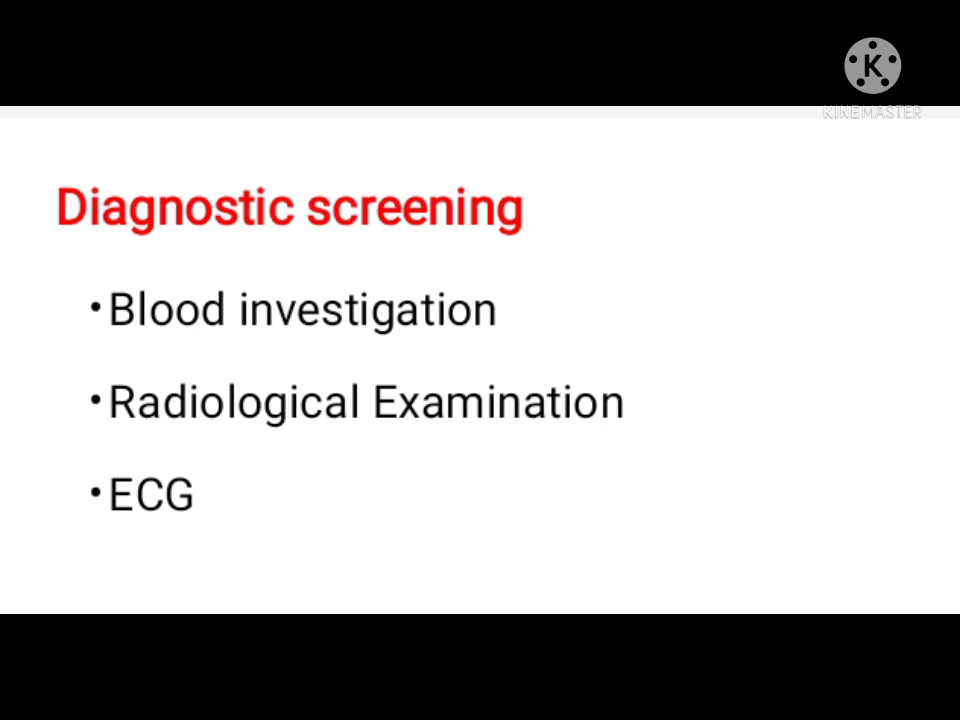 K
KINEMASTER
Diagnostic screening
•Blood investigation
•Radiological Examination
•ECG